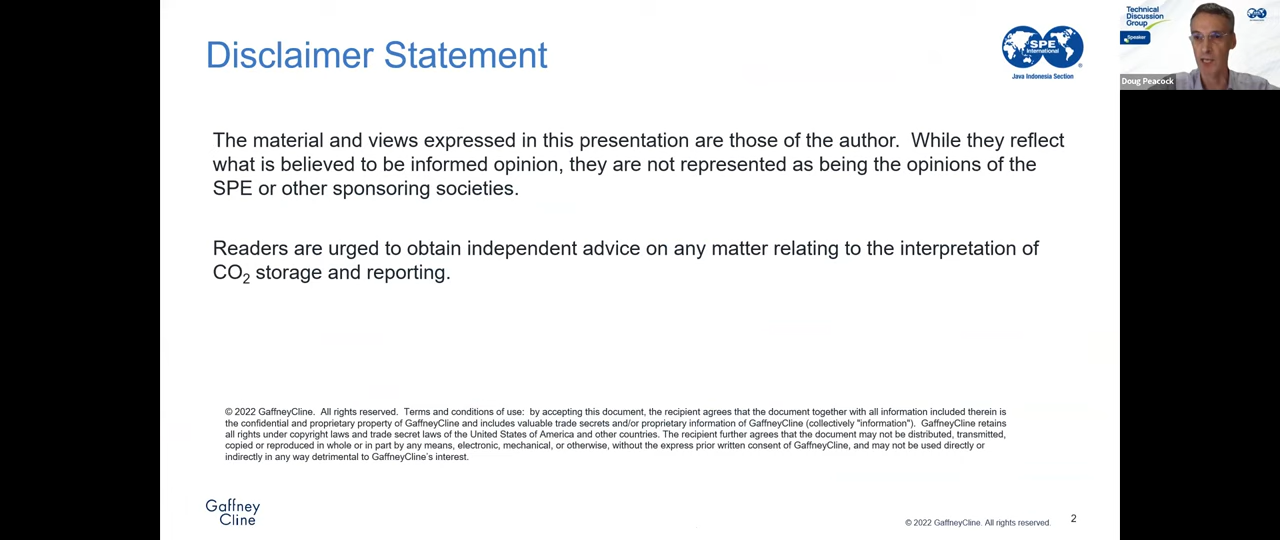 Disclaimer Statement
SPE
International
Java Indonesia Section
Technical
Discussion
Group
Speaker
Doug Peacock
The material and views expressed in this presentation are those of the author.  While they reflect
what is believed to be informed opinion, they are not represented as being the opinions of the
SPE or other sponsoring societies.
Readers are urged to obtain independent advice on any matter relating to the interpretation of
CO₂ storage and reporting.
© 2022 GaffneyCline.  All rights reserved.  Terms and conditions of use:  by accepting this document, the recipient agrees that the document together with all information included therein is
the confidential and proprietary property of GaffneyCline and includes valuable trade secrets and/or proprietary information of GaffneyCline (collectively "information").  GaffneyCline retains
all rights under copyright laws and trade secret laws of the United States of America and other countries. The recipient further agrees that the document may not be distributed, transmitted,
copied or reproduced in whole or in part by any means, electronic, mechanical, or otherwise, without the express prior written consent of GaffneyCline, and may not be used directly or
indirectly in any way detrimental to GaffneyCline's interest.
Gaffney
Cline
© 2022 GaffneyCline. All rights reserved.
2